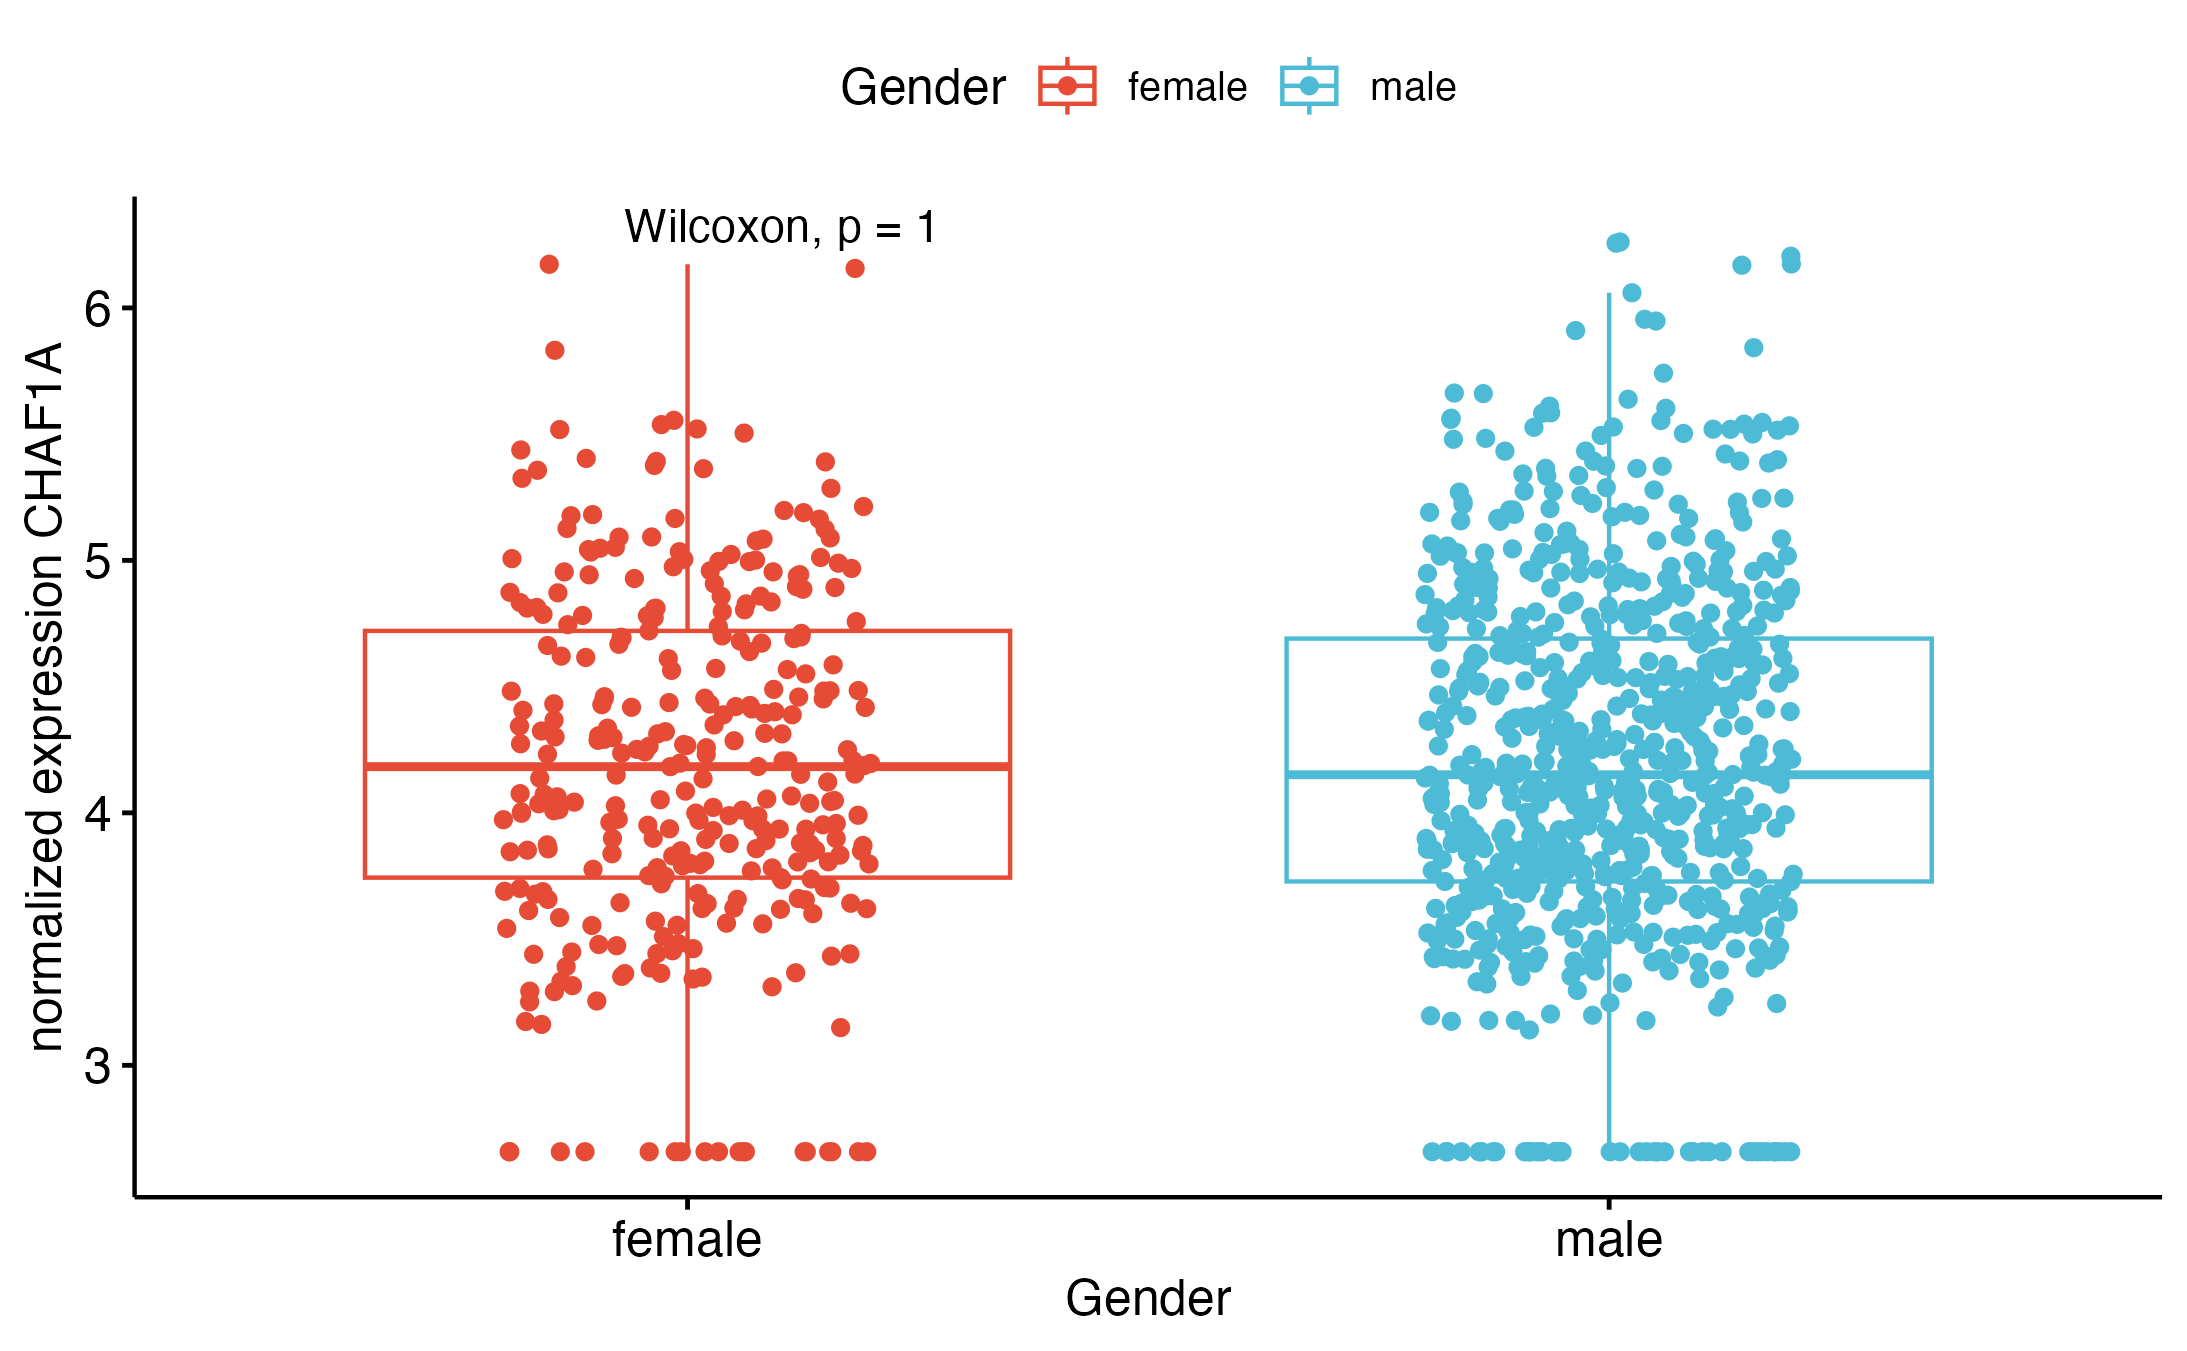 Gender female male
Wilcoxon, p = 1
normalized expression CHAF1A
6
5
4
3
female male
Gender